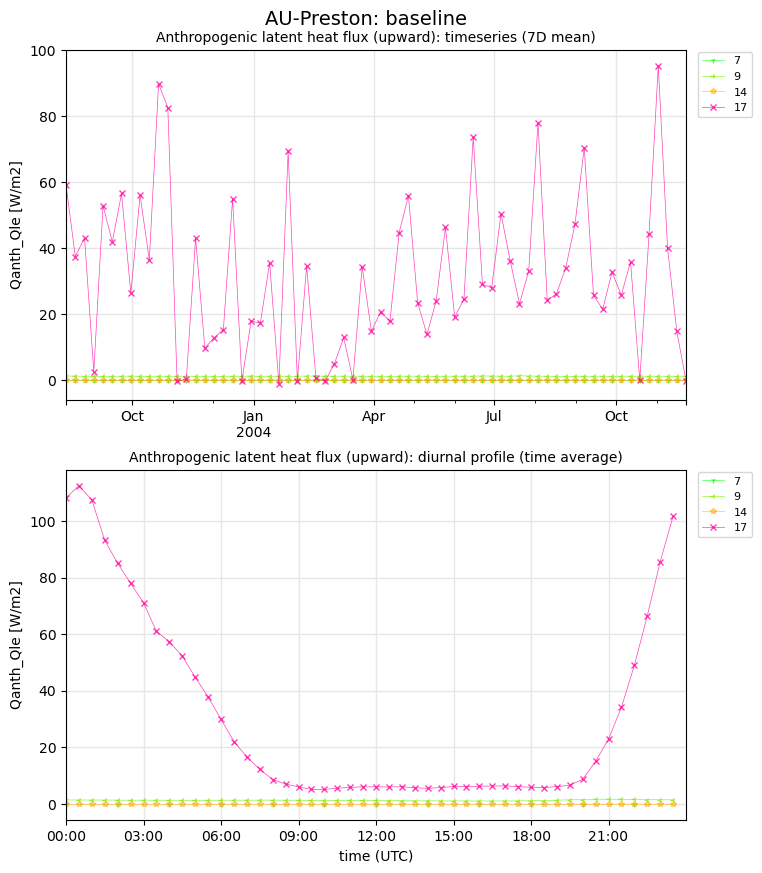 AU-Preston: baseline
Anthropogenic latent heat flux (upward): timeseries (7D mean)
Qanth_Qle [W/m2]
100
80
60
40
20
0
Oct
Jan
2004
Apr
Jul
Oct
7
9
14
17
Anthropogenic latent heat flux (upward): diurnal profile (time average)
Qanth_Qle [W/m2]
100
80
60
40
20
0
00:00
03:00
06:00
09:00
12:00
15:00
18:00
21:00
time (UTC)
7
9
14
17